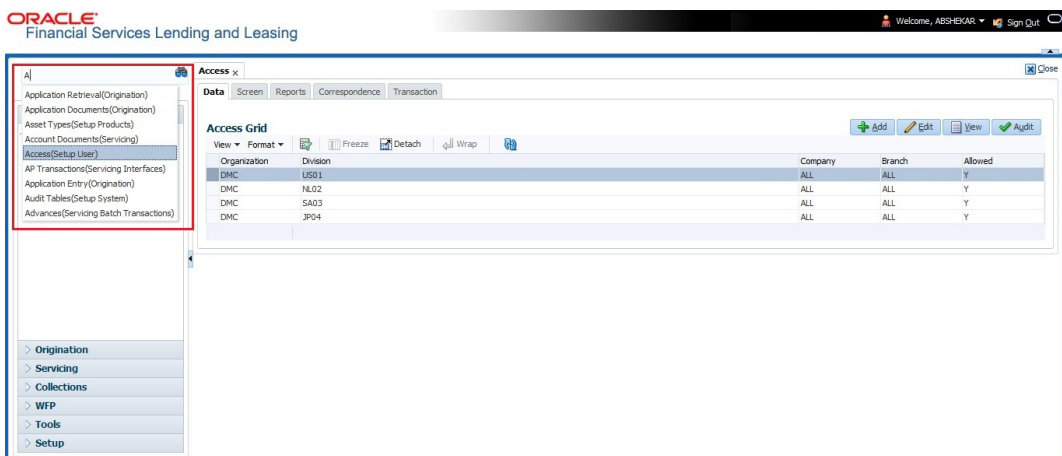 ORACLE
Financial Services Lending and Leasing
Welcome, ABSHEKAR
Sign Out
A
Application Retrieval(Origination)
Application Documents(Origination)
Asset Types(Setup Products)
Account Documents(Servicing)
Access(Setup User)
AP Transactions(Servicing Interfaces)
Application Entry(Origination)
Audit Tables(Setup System)
Advances(Servicing Batch Transactions)
Origination
Servicing
Collections
WFP
Tools
Setup
Access x
Close
Data Screen Reports Correspondence Transaction
Access Grid
Add Edit View Audit
View Format Freeze Detach Wrap
Organization Division Company Branch Allowed
DMC US01 ALL ALL Y
DMC NL02 ALL ALL Y
DMC SA03 ALL ALL Y
DMC JP04 ALL ALL Y